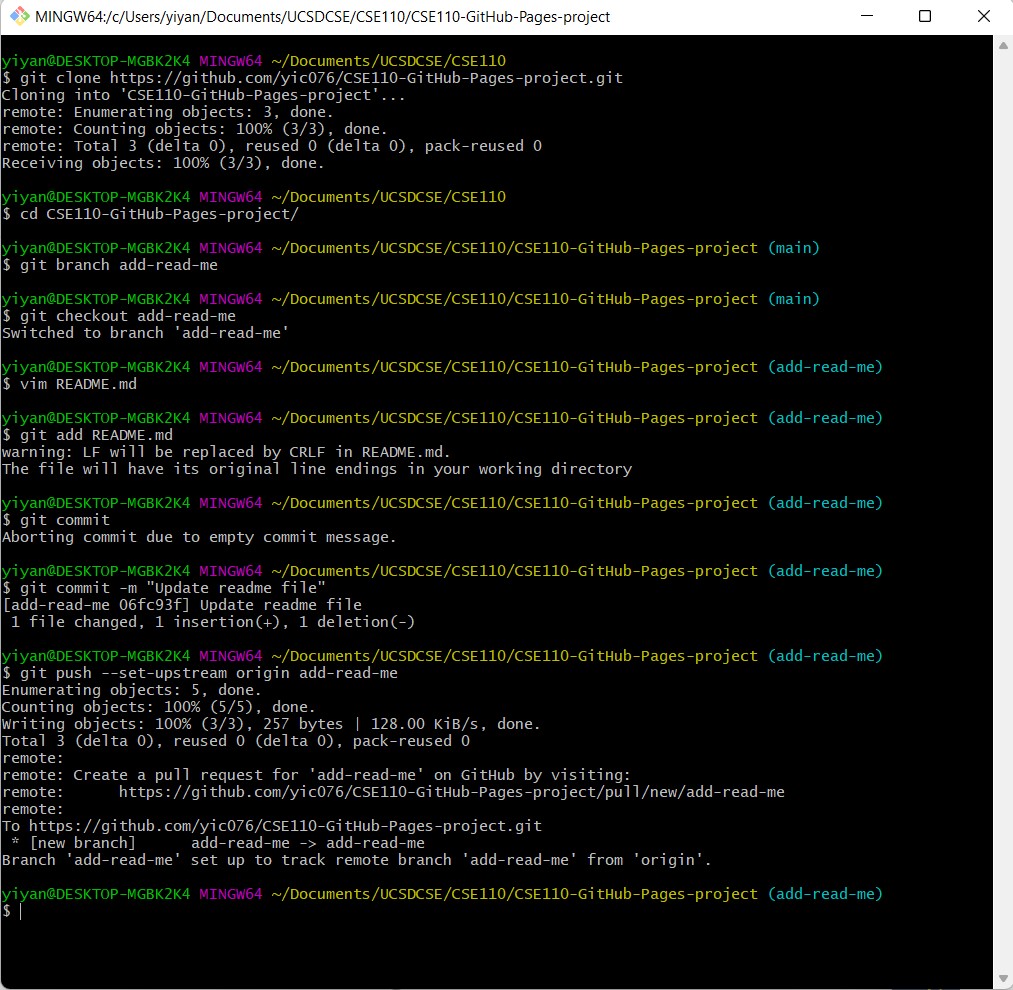 MINGW64:/c/Users/yiyan/Documents/UCSDCSE/CSE110/CSE110-GitHub-Pages-project
yiyan@DESKTOP-MGBK2K4 MINGW64 ~/Documents/UCSDCSE/CSE110
$ git clone https://github.com/yic076/CSE110-GitHub-Pages-project.git
Cloning into 'CSE110-GitHub-Pages-project'...
remote: Enumerating objects: 3, done.
remote: Counting objects: 100% (3/3), done.
remote: Total 3 (delta 0), reused 0 (delta 0), pack-reused 0
Receiving objects: 100% (3/3), done.
yiyan@DESKTOP-MGBK2K4 MINGW64 ~/Documents/UCSDCSE/CSE110
$ cd CSE110-GitHub-Pages-project/
yiyan@DESKTOP-MGBK2K4 MINGW64 ~/Documents/UCSDCSE/CSE110/CSE110-GitHub-Pages-project (main)
$ git branch add-read-me
yiyan@DESKTOP-MGBK2K4 MINGW64 ~/Documents/UCSDCSE/CSE110/CSE110-GitHub-Pages-project (main)
$ git checkout add-read-me
Switched to branch 'add-read-me'
yiyan@DESKTOP-MGBK2K4 MINGW64 ~/Documents/UCSDCSE/CSE110/CSE110-GitHub-Pages-project (add-read-me)
$ vim README.md
yiyan@DESKTOP-MGBK2K4 MINGW64 ~/Documents/UCSDCSE/CSE110/CSE110-GitHub-Pages-project (add-read-me)
$ git add README.md
warning: LF will be replaced by CRLF in README.md.
The file will have its original line endings in your working directory
yiyan@DESKTOP-MGBK2K4 MINGW64 ~/Documents/UCSDCSE/CSE110/CSE110-GitHub-Pages-project (add-read-me)
$ git commit
Aborting commit due to empty commit message.
yiyan@DESKTOP-MGBK2K4 MINGW64 ~/Documents/UCSDCSE/CSE110/CSE110-GitHub-Pages-project (add-read-me)
$ git commit -m "Update readme file"
[add-read-me 06fc93f] Update readme file
 1 file changed, 1 insertion(+), 1 deletion(-)
yiyan@DESKTOP-MGBK2K4 MINGW64 ~/Documents/UCSDCSE/CSE110/CSE110-GitHub-Pages-project (add-read-me)
$ git push --set-upstream origin add-read-me
Enumerating objects: 5, done.
Counting objects: 100% (5/5), done.
Writing objects: 100% (3/3), 257 bytes | 128.00 KiB/s, done.
Total 3 (delta 0), reused 0 (delta 0), pack-reused 0
remote:
remote: Create a pull request for 'add-read-me' on GitHub by visiting:
remote:      https://github.com/yic076/CSE110-GitHub-Pages-project/pull/new/add-read-me
remote:
To https://github.com/yic076/CSE110-GitHub-Pages-project.git
 * [new branch]      add-read-me -> add-read-me
Branch 'add-read-me' set up to track remote branch 'add-read-me' from 'origin'.
yiyan@DESKTOP-MGBK2K4 MINGW64 ~/Documents/UCSDCSE/CSE110/CSE110-GitHub-Pages-project (add-read-me)
$